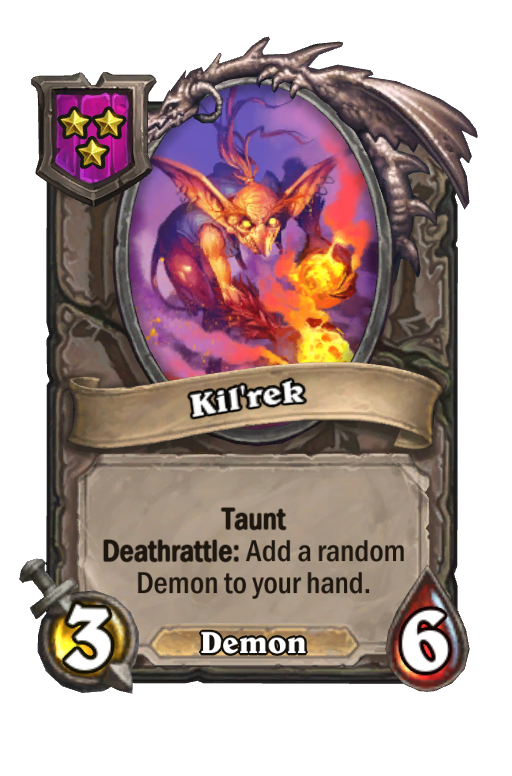 Kil'rek
Taunt
Deathrattle: Add a random
Demon to your hand.
3
Demon
6